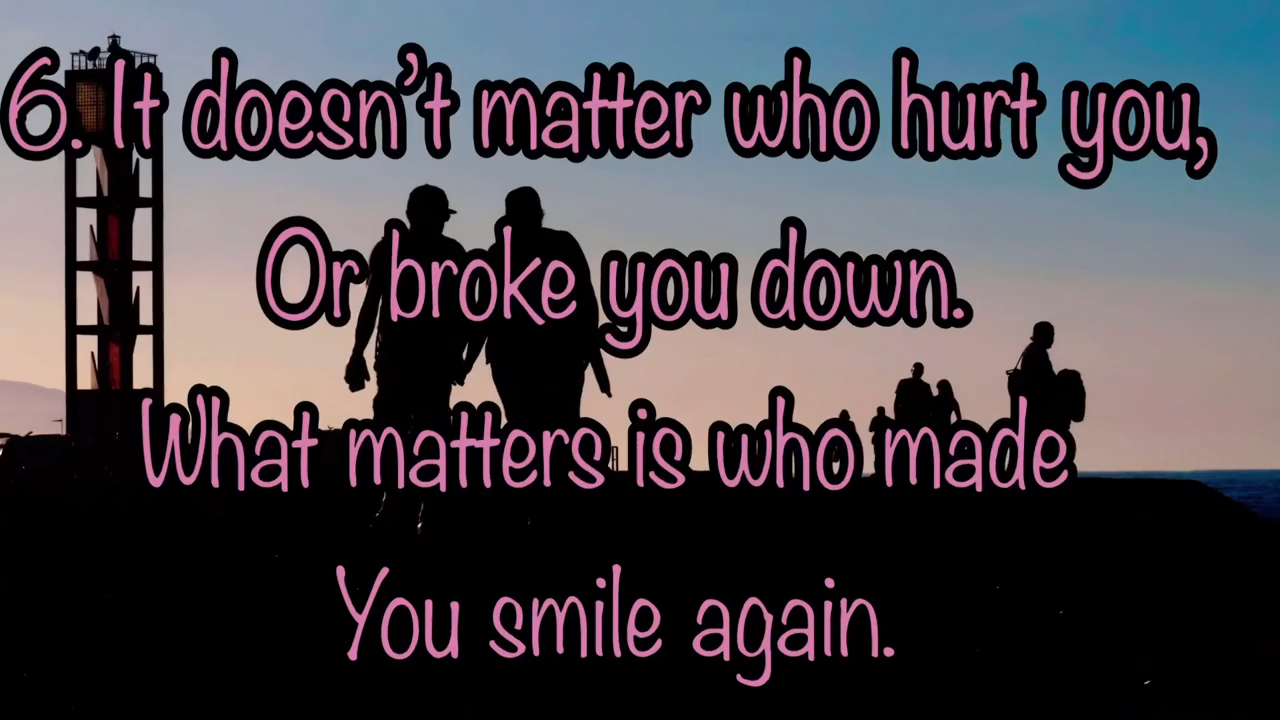 6. It doesn't matter who hurt you,
Or broke you down.
What matters is who made
You smile again.